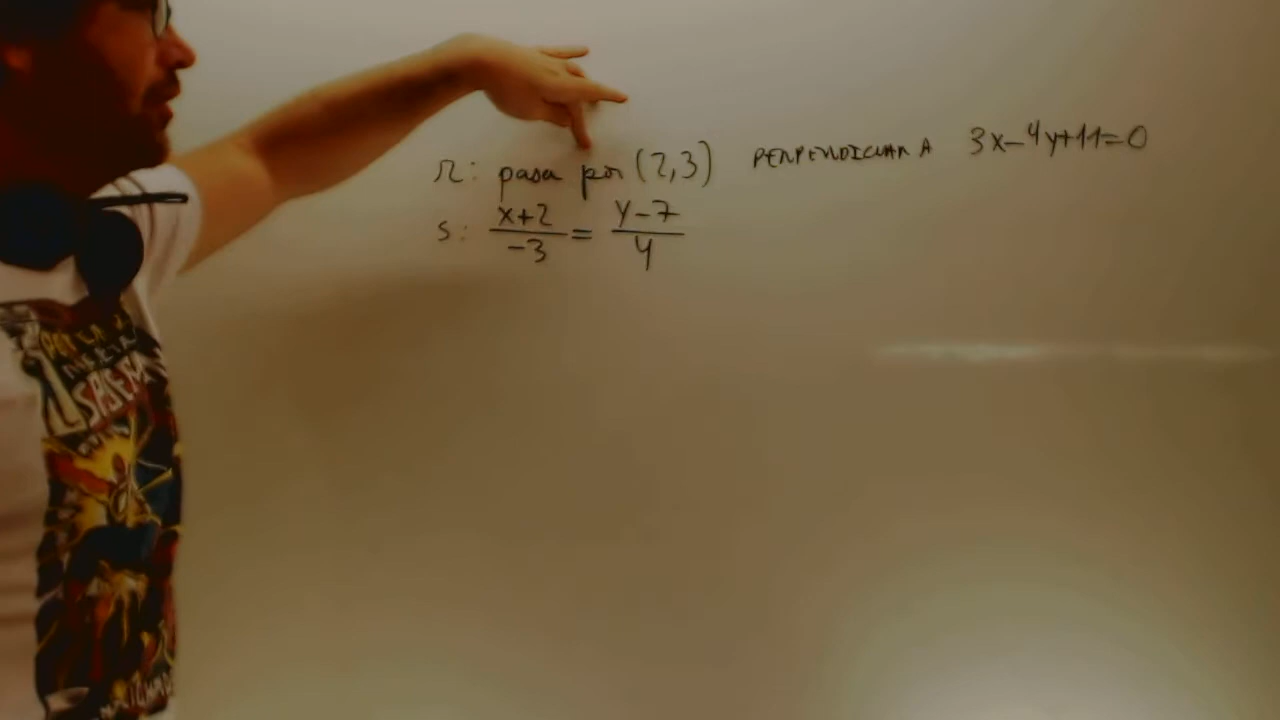 r: pasa por (2,3) PERPENDICULAR A 3x-4y+11=0
s: x+2/-3 = y-7/4